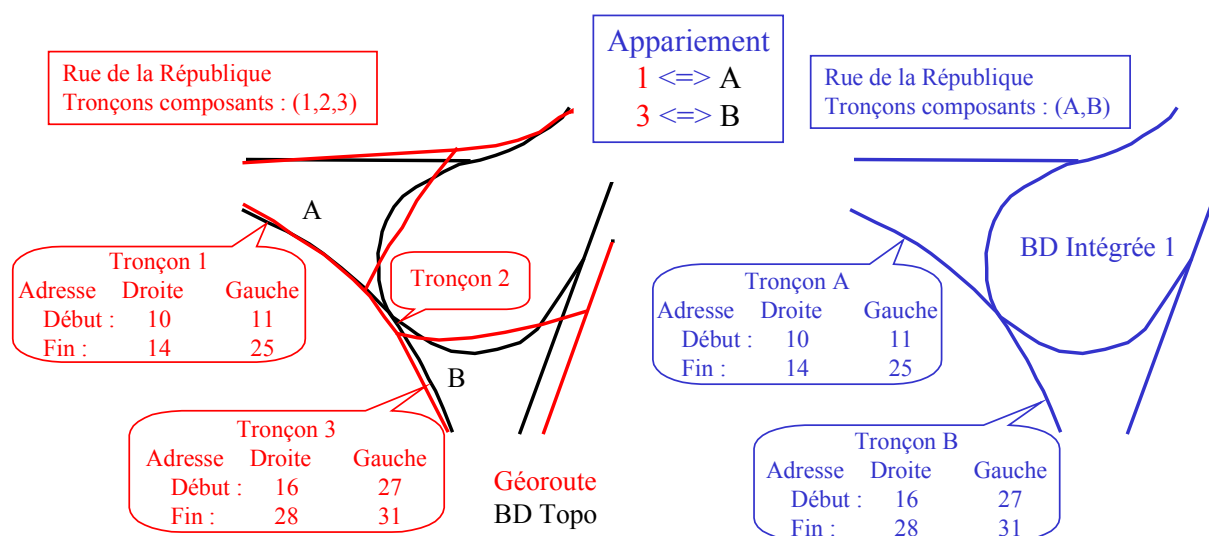 Rue de la République
Tronçons composants : (1,2,3)
Appariement
1 <=> A
3 <=> B
Rue de la République
Tronçons composants : (A,B)
A
Tronçon 1
Adresse Droite Gauche
Début : 10 11
Fin : 14 25
Tronçon 2
B
Tronçon 3
Adresse Droite Gauche
Début : 16 27
Fin : 28 31
Géoroute
BD Topo
BD Intégrée 1
Tronçon A
Adresse Droite Gauche
Début : 10 11
Fin : 14 25
Tronçon B
Adresse Droite Gauche
Début : 16 27
Fin : 28 31